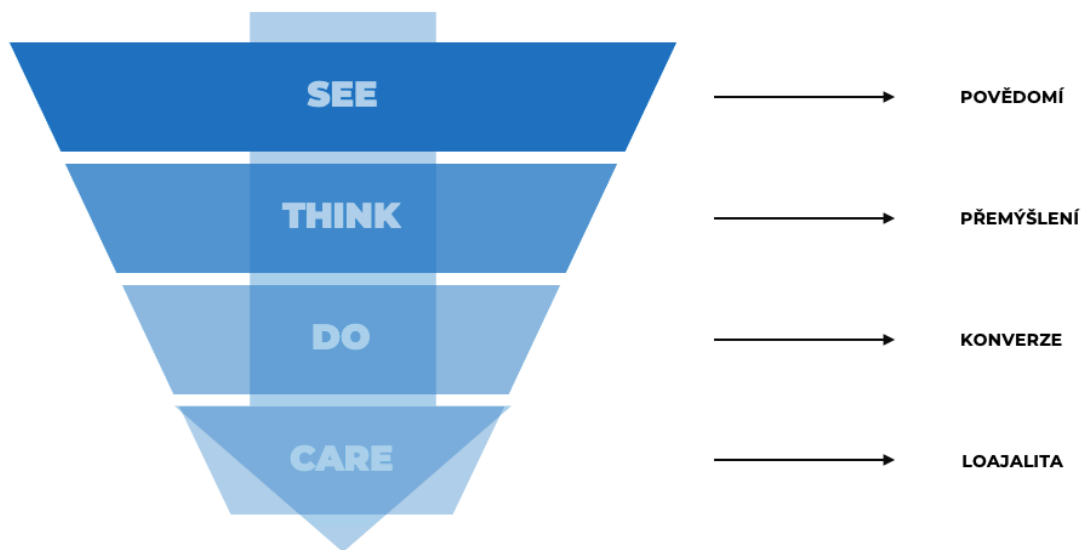 SEE
POVĚDOMÍ
THINK
PŘEMÝŠLENÍ
DO
KONVERZE
CARE
LOAJALITA